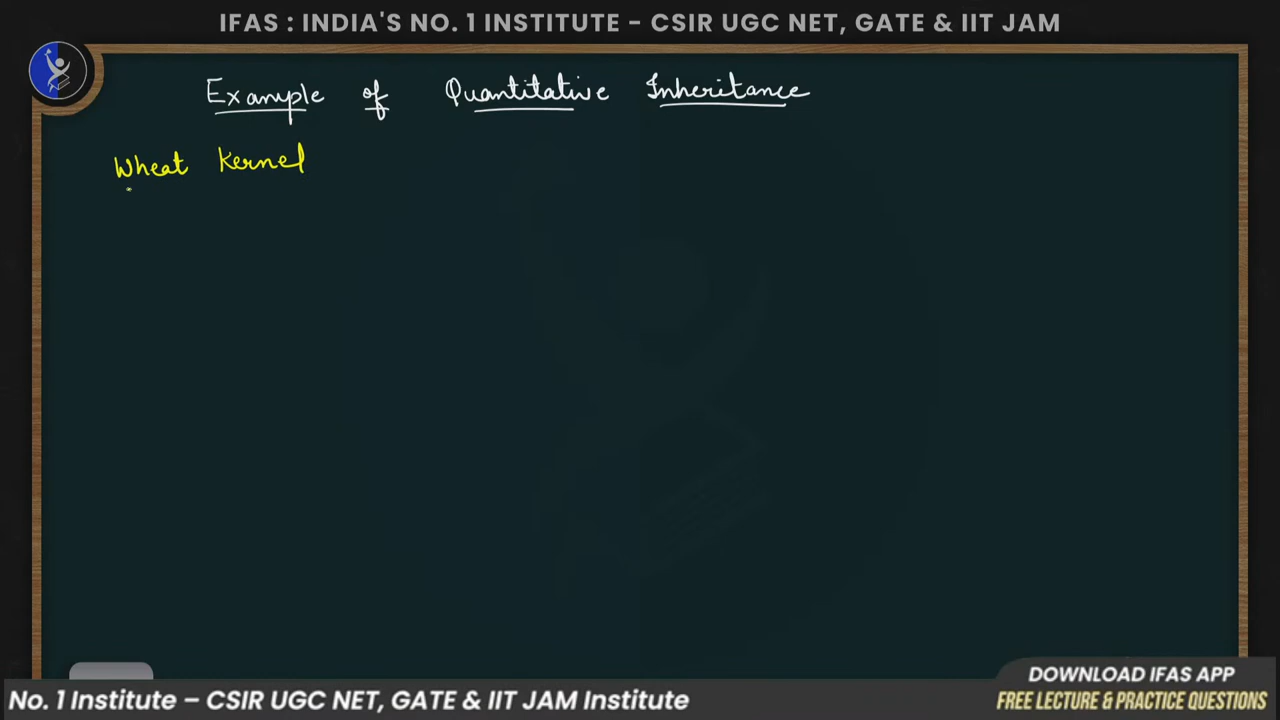 IFAS : INDIA'S NO. 1 INSTITUTE – CSIR UGC NET, GATE & IIT JAM
Example of Quantitative Inheritance
Wheat Kernel
DOWNLOAD IFAS APP
No. 1 Institute – CSIR UGC NET, GATE & IIT JAM Institute
FREE LECTURE & PRACTICE QUESTIONS